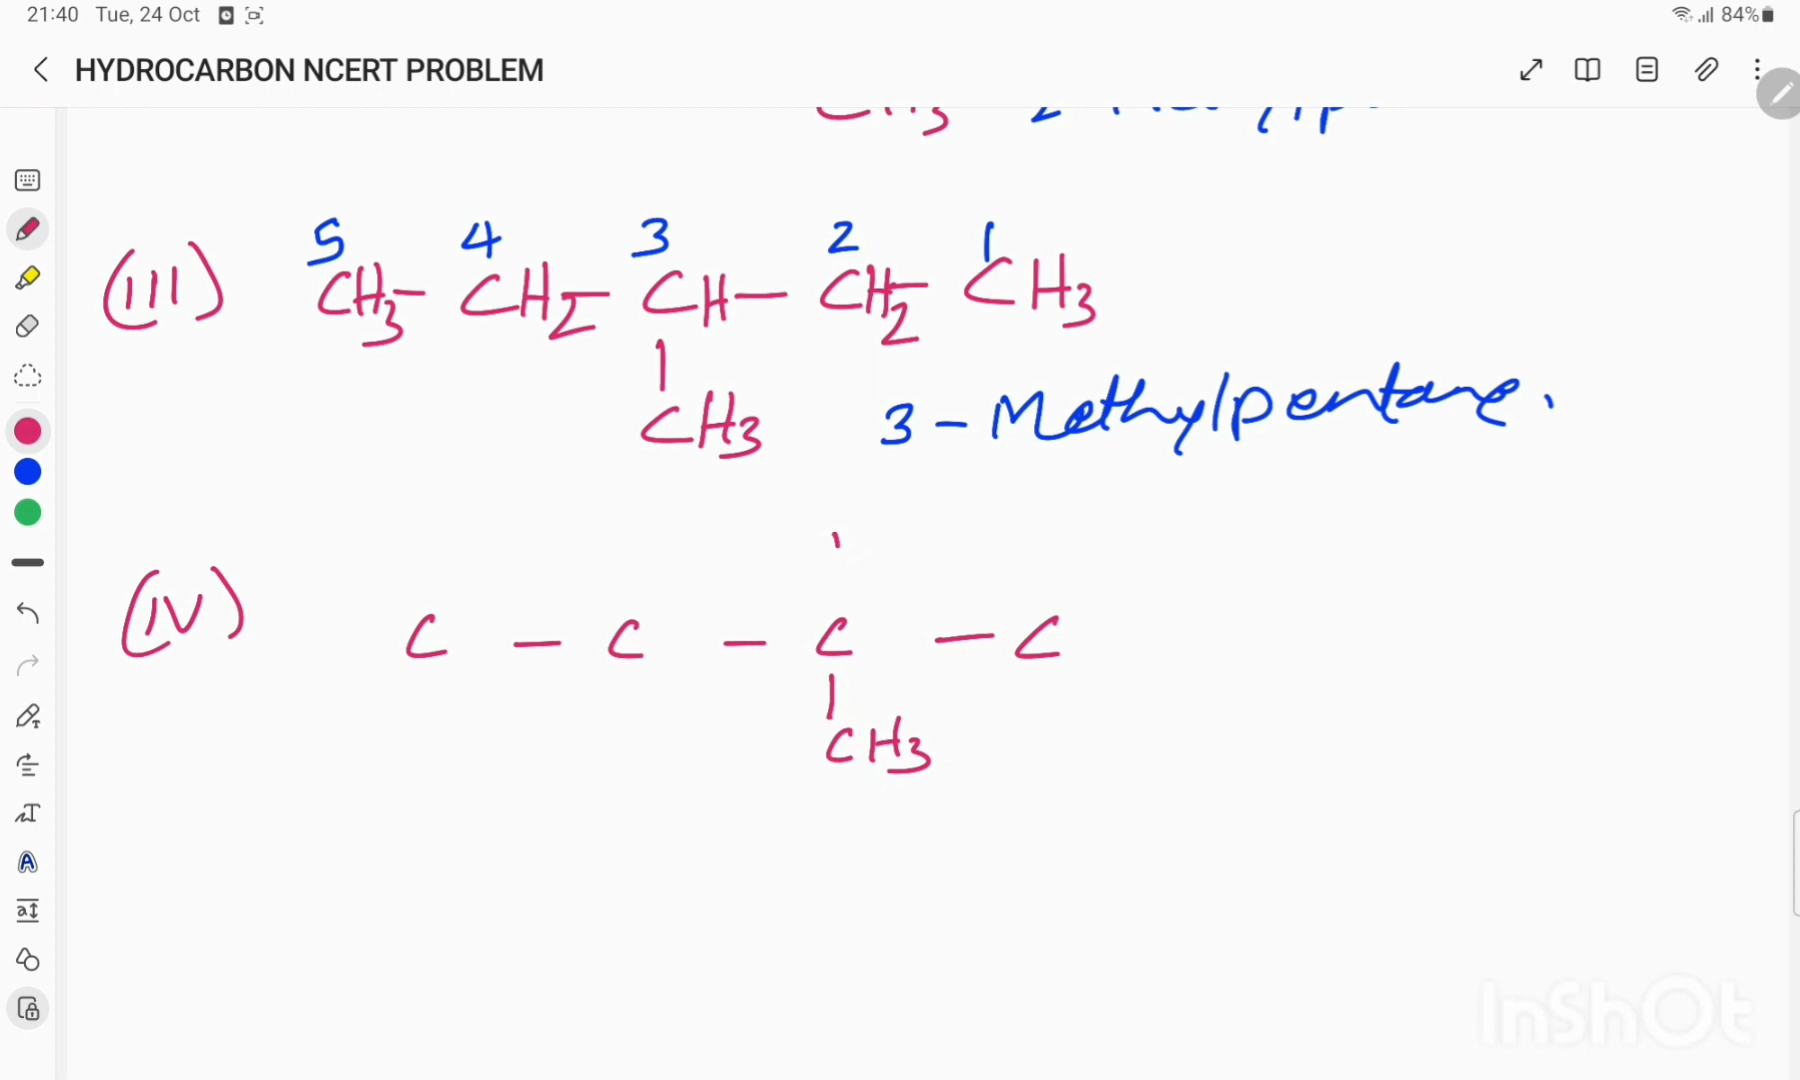 21:40 Tue, 24 Oct 84%
HYDROCARBON NCERT PROBLEM
CH3
5 4 3 2 1
(III) CH3 - CH2 - CH - CH2 - CH3
CH3 3 - Methylpentane.
(IV) C - C - C - C
CH3
InShOt